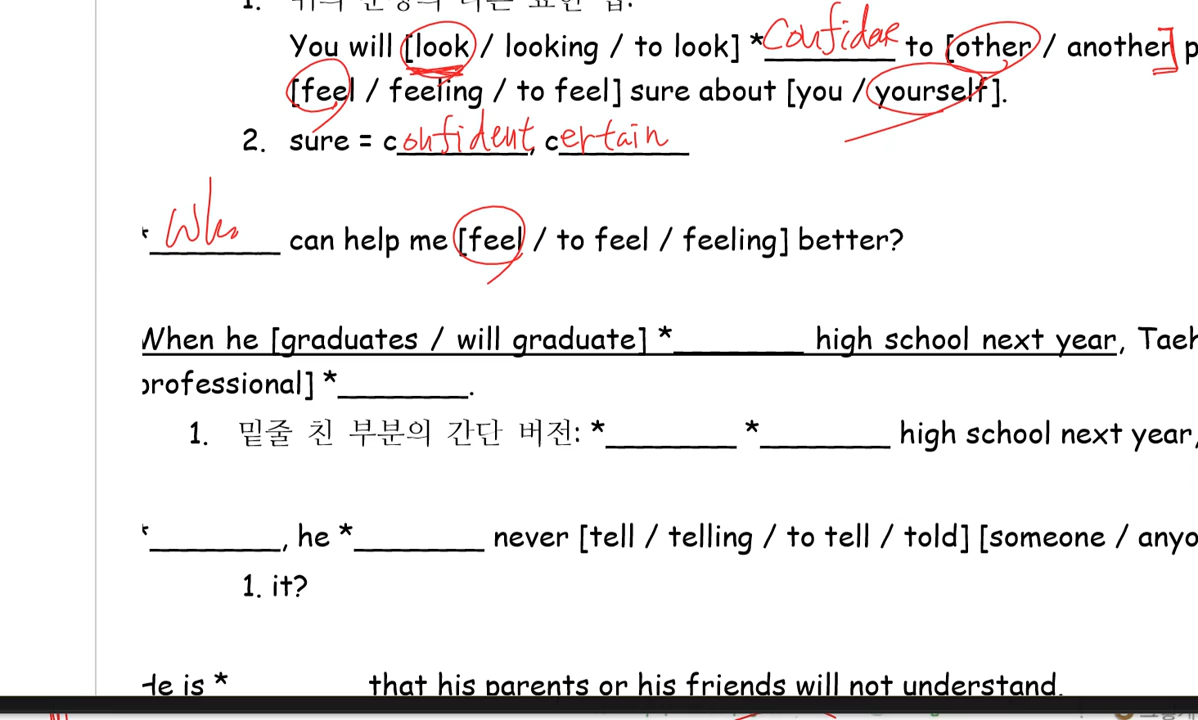 You will [look / looking / to look] * to [other / another]
[feel / feeling / to feel] sure about [you / yourself].
2. sure = confident, certain
*Who can help me [feel / to feel / feeling] better?
When he [graduates / will graduate] *________ high school next year, Taeh
professional] *________.
1. 밑줄 친 부분의 간단 버전: *________ *________ high school next year,
*________, he *________ never [tell / telling / to tell / told] [someone / anyo
1. it?
He is * that his parents or his friends will not understand.